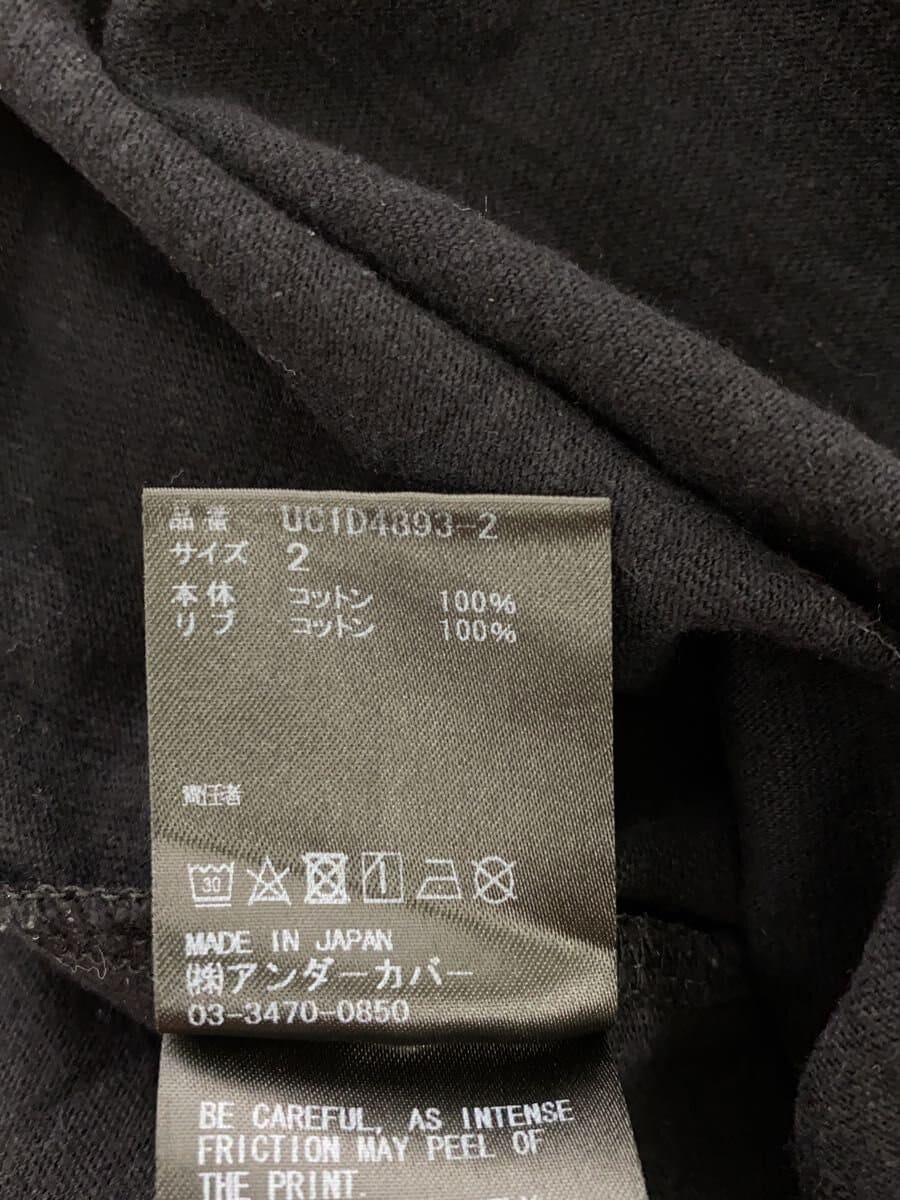 品番 UC1D4893-2
サイズ 2
本体 コットン 100%
リブ コットン 100%
責任者
30
MADE IN JAPAN
㈱アンダーカバー
03-3470-0850
BE CAREFUL, AS INTENSE
FRICTION MAY PEEL OF
THE PRINT.